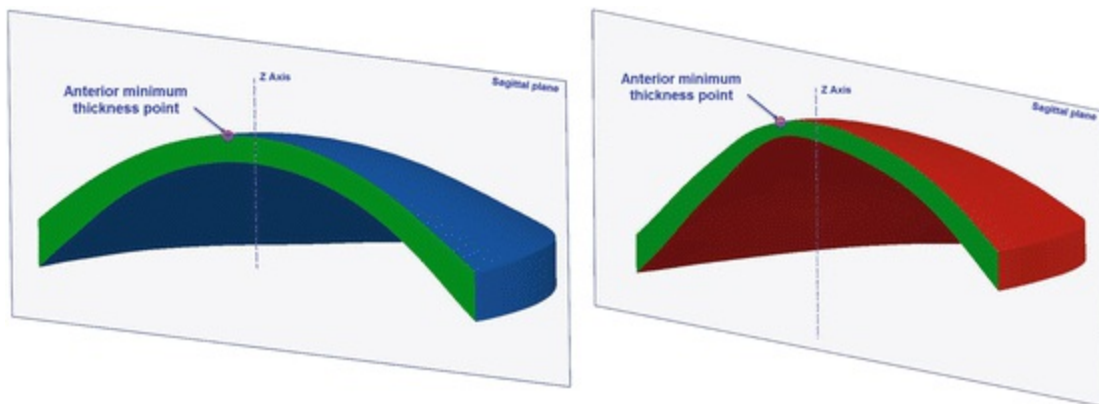 Z Axis
Sagittal plane
Anterior minimum
thickness point
Anterior minimum
thickness point
Z Axis
Sagittal plane